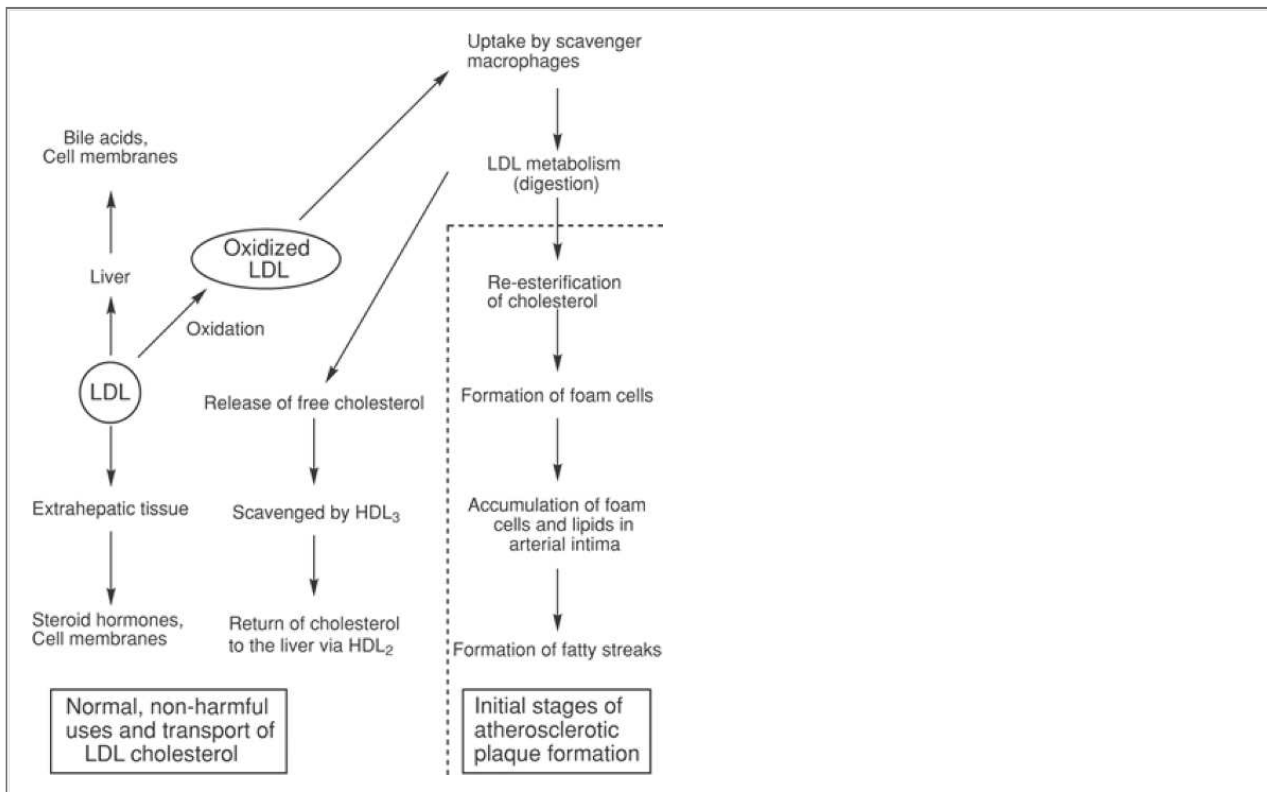 Uptake by scavenger
macrophages
Bile acids,
Cell membranes
LDL metabolism
(digestion)
Oxidized
LDL
Liver
Re-esterification
of cholesterol
Oxidation
LDL
Release of free cholesterol
Formation of foam cells
Extrahepatic tissue
Scavenged by HDL₃
Accumulation of foam
cells and lipids in
arterial intima
Steroid hormones,
Cell membranes
Return of cholesterol
to the liver via HDL₂
Formation of fatty streaks
Normal, non-harmful
uses and transport of
LDL cholesterol
Initial stages of
atherosclerotic
plaque formation